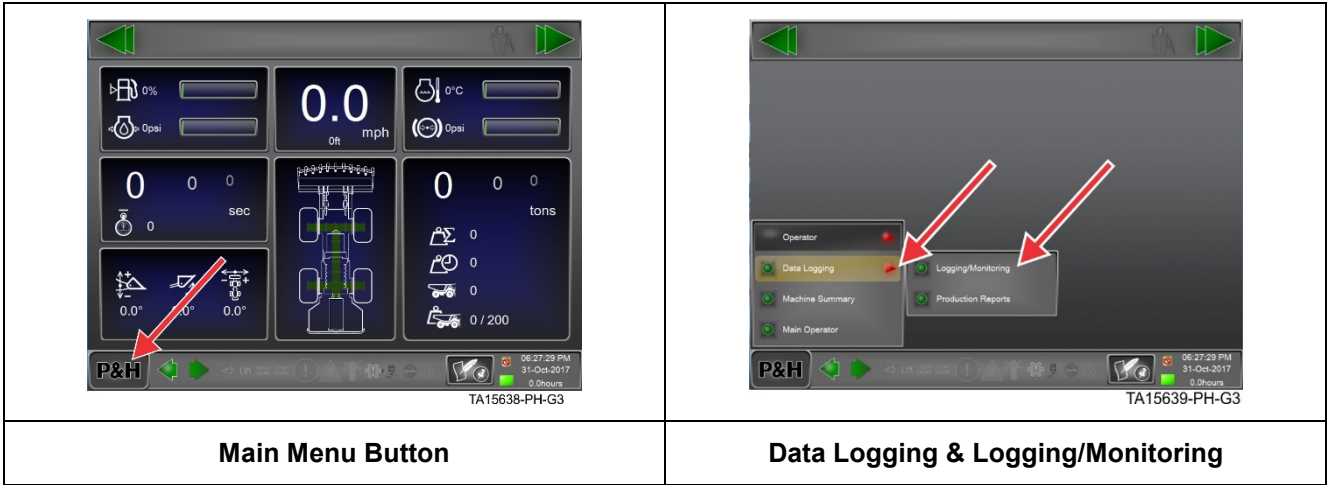 0%
0psi
0.0
mph
0ft
0°C
0psi
0 0 0
sec
0
0.0° 0.0° 0.0°
0 0 0
tons
0
0
0
0 / 200
P&H
06:27:29 PM
31-Oct-2017
0.0hours
TA15638-PH-G3
Main Menu Button
Operator
Data Logging
Logging/Monitoring
Machine Summary
Production Reports
Main Operator
P&H
06:27:29 PM
31-Oct-2017
0.0hours
TA15639-PH-G3
Data Logging & Logging/Monitoring